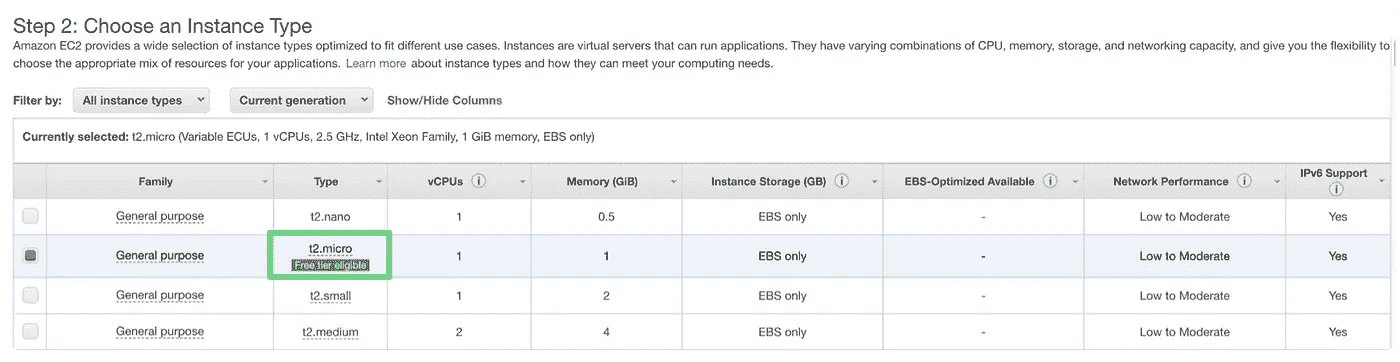 Step 2: Choose an Instance Type
Amazon EC2 provides a wide selection of instance types optimized to fit different use cases. Instances are virtual servers that can run applications. They have varying combinations of CPU, memory, storage, and networking capacity, and give you the flexibility to
choose the appropriate mix of resources for your applications. Learn more about instance types and how they can meet your computing needs.
Filter by: All instance types Current generation Show/Hide Columns
Currently selected: t2.micro (Variable ECUs, 1 vCPUs, 2.5 GHz, Intel Xeon Family, 1 GiB memory, EBS only)
Family Type vCPUs Memory (GiB) Instance Storage (GB) EBS-Optimized Available Network Performance IPv6 Support
General purpose t2.nano 1 0.5 EBS only - Low to Moderate Yes
General purpose t2.micro 1 1 EBS only - Low to Moderate Yes
Free tier eligible
General purpose t2.small 1 2 EBS only - Low to Moderate Yes
General purpose t2.medium 2 4 EBS only - Low to Moderate Yes